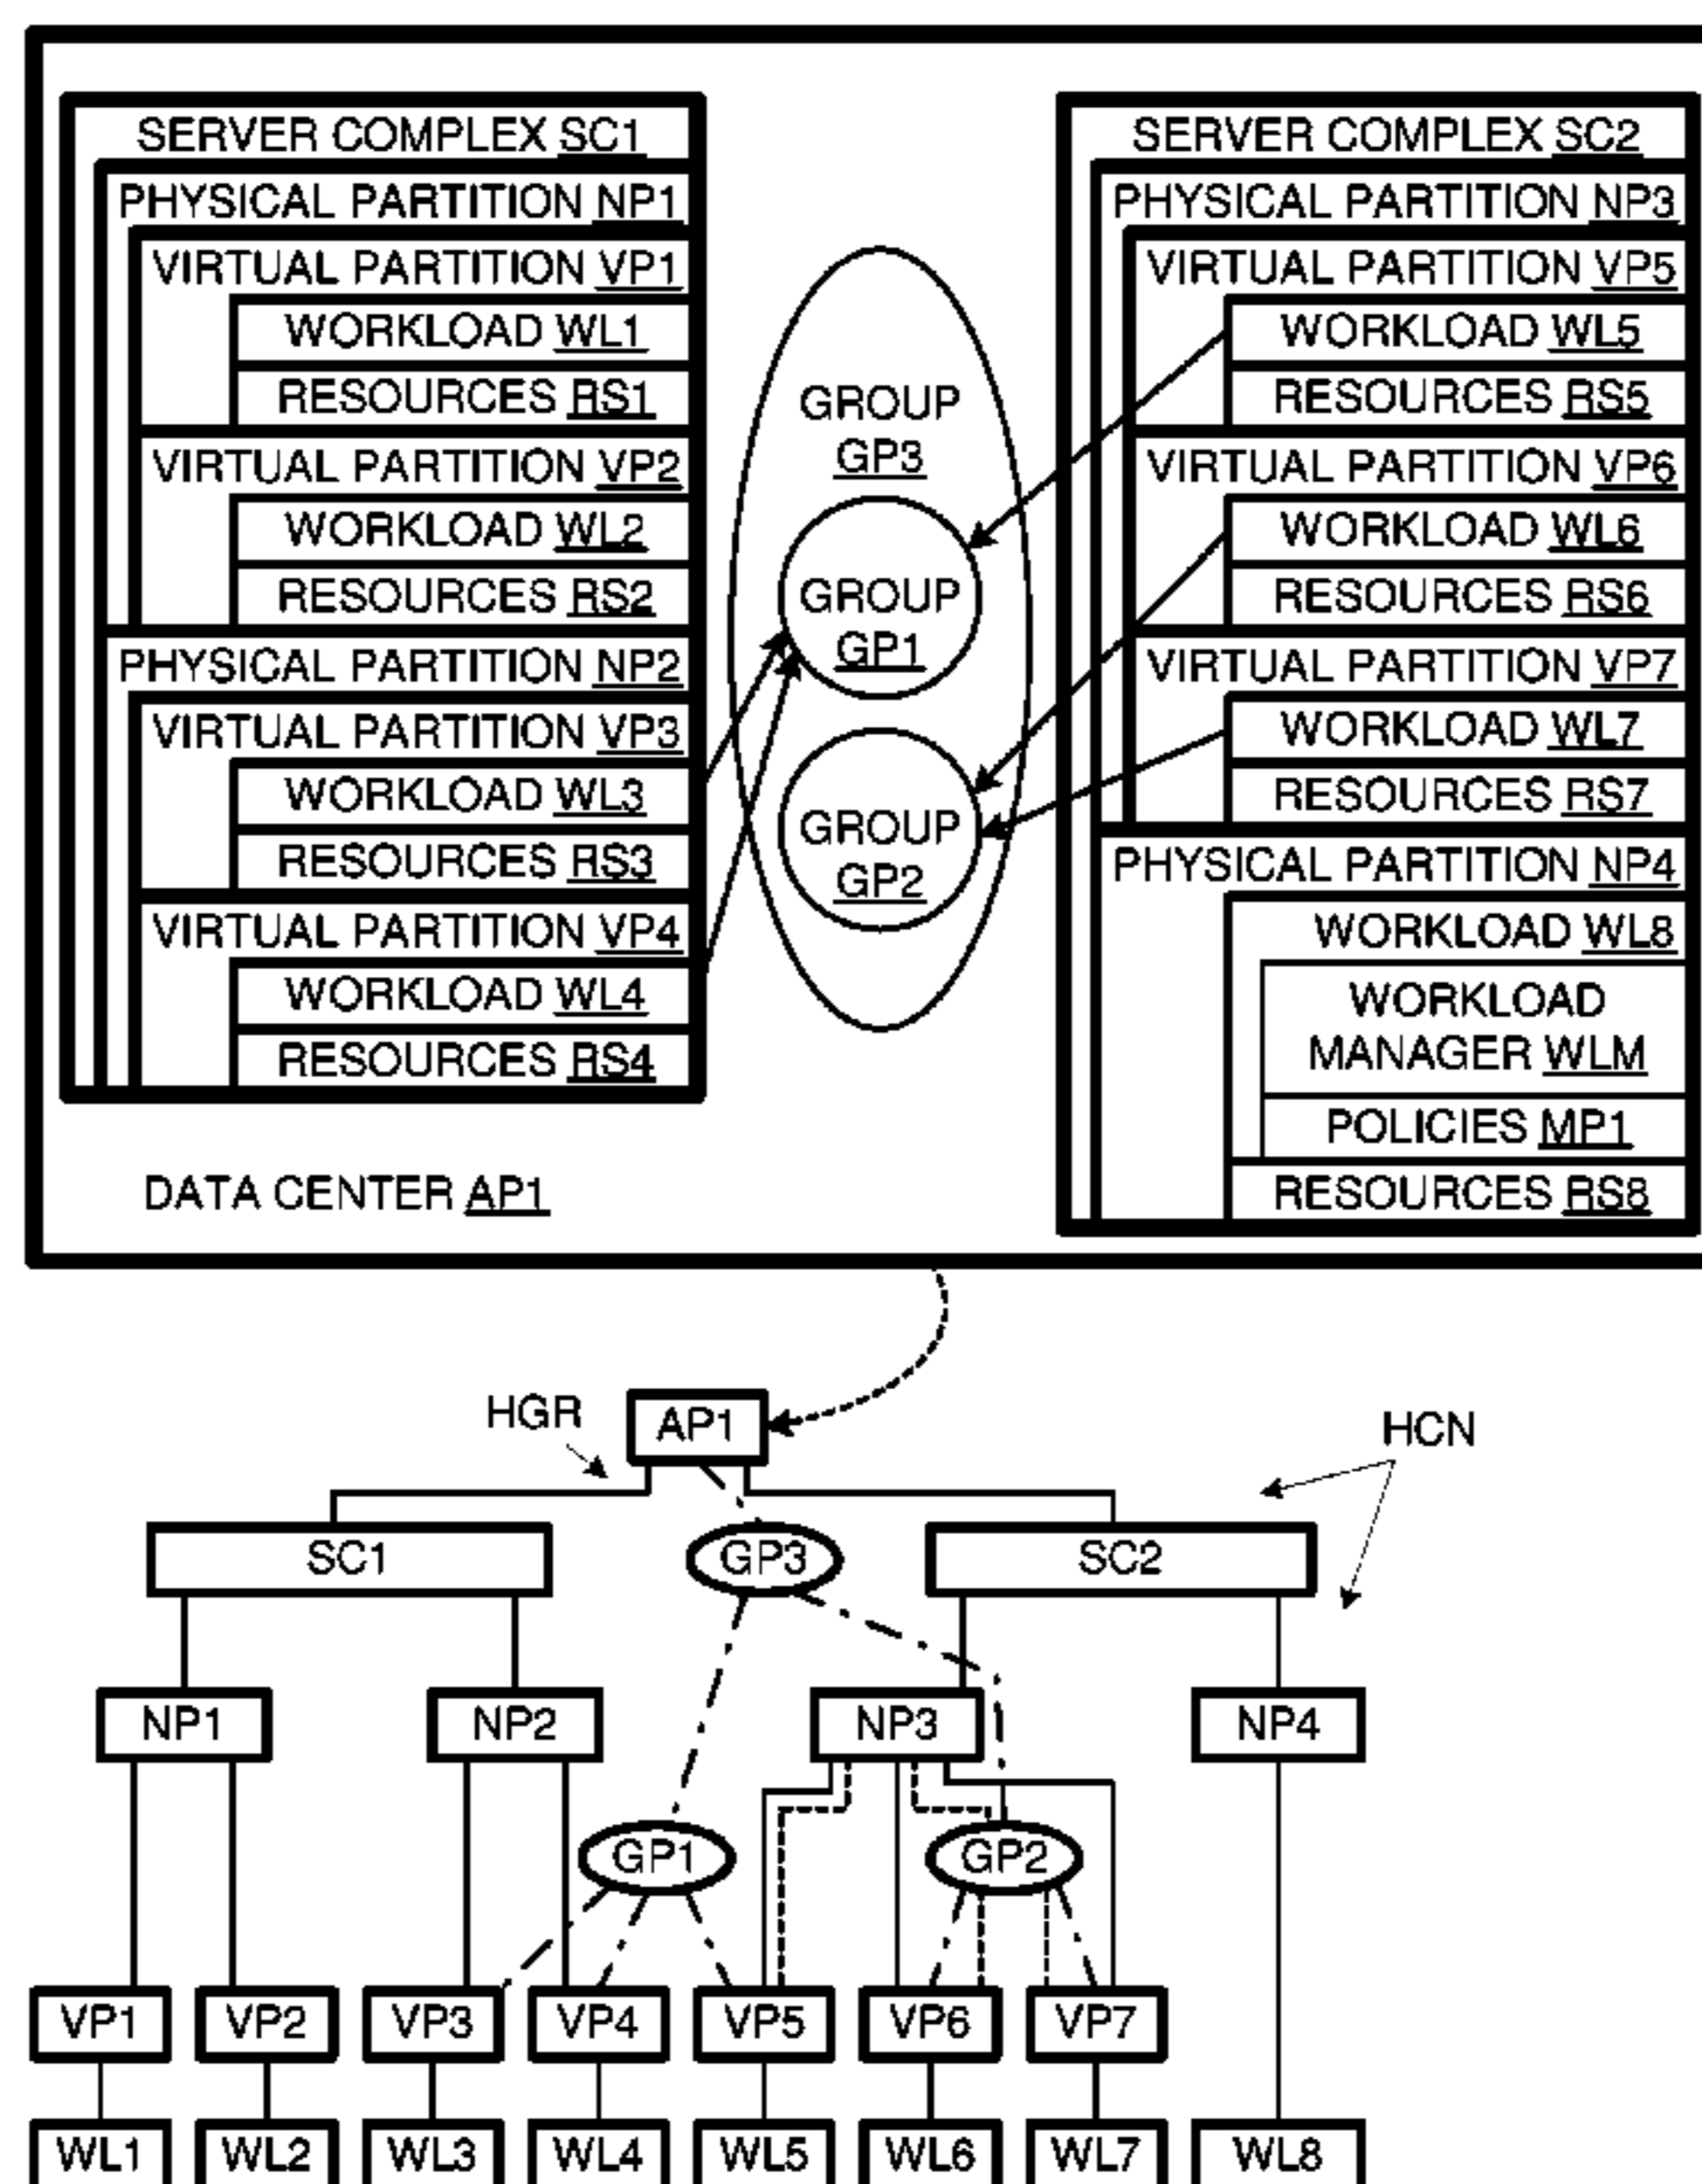 SERVER COMPLEX SC1
PHYSICAL PARTITION NP1
VIRTUAL PARTITION VP1
WORKLOAD WL1
RESOURCES RS1
VIRTUAL PARTITION VP2
WORKLOAD WL2
RESOURCES RS2
PHYSICAL PARTITION NP2
VIRTUAL PARTITION VP3
WORKLOAD WL3
RESOURCES RS3
VIRTUAL PARTITION VP4
WORKLOAD WL4
RESOURCES RS4
GROUP
GP3
GROUP
GP1
GROUP
GP2
SERVER COMPLEX SC2
PHYSICAL PARTITION NP3
VIRTUAL PARTITION VP5
WORKLOAD WL5
RESOURCES RS5
VIRTUAL PARTITION VP6
WORKLOAD WL6
RESOURCES RS6
VIRTUAL PARTITION VP7
WORKLOAD WL7
RESOURCES RS7
PHYSICAL PARTITION NP4
WORKLOAD WL8
WORKLOAD
MANAGER WLM
POLICIES MP1
RESOURCES RS8
DATA CENTER AP1
HGR
AP1
HCN
SC1
GP3
SC2
NP1
NP2
NP3
NP4
GP1
GP2
VP1
VP2
VP3
VP4
VP5
VP6
VP7
WL1
WL2
WL3
WL4
WL5
WL6
WL7
WL8